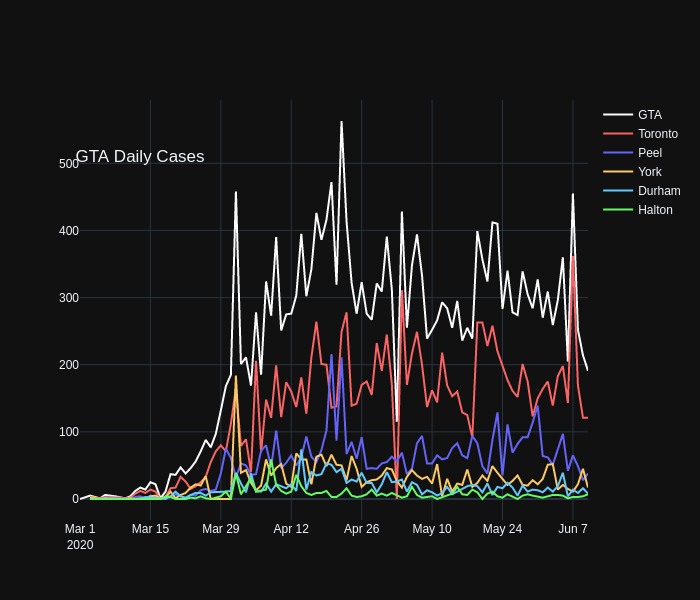 GTA Daily Cases
500
400
300
200
100
0
Mar 1
2020
Mar 15
Mar 29
Apr 12
Apr 26
May 10
May 24
Jun 7
GTA
Toronto
Peel
York
Durham
Halton